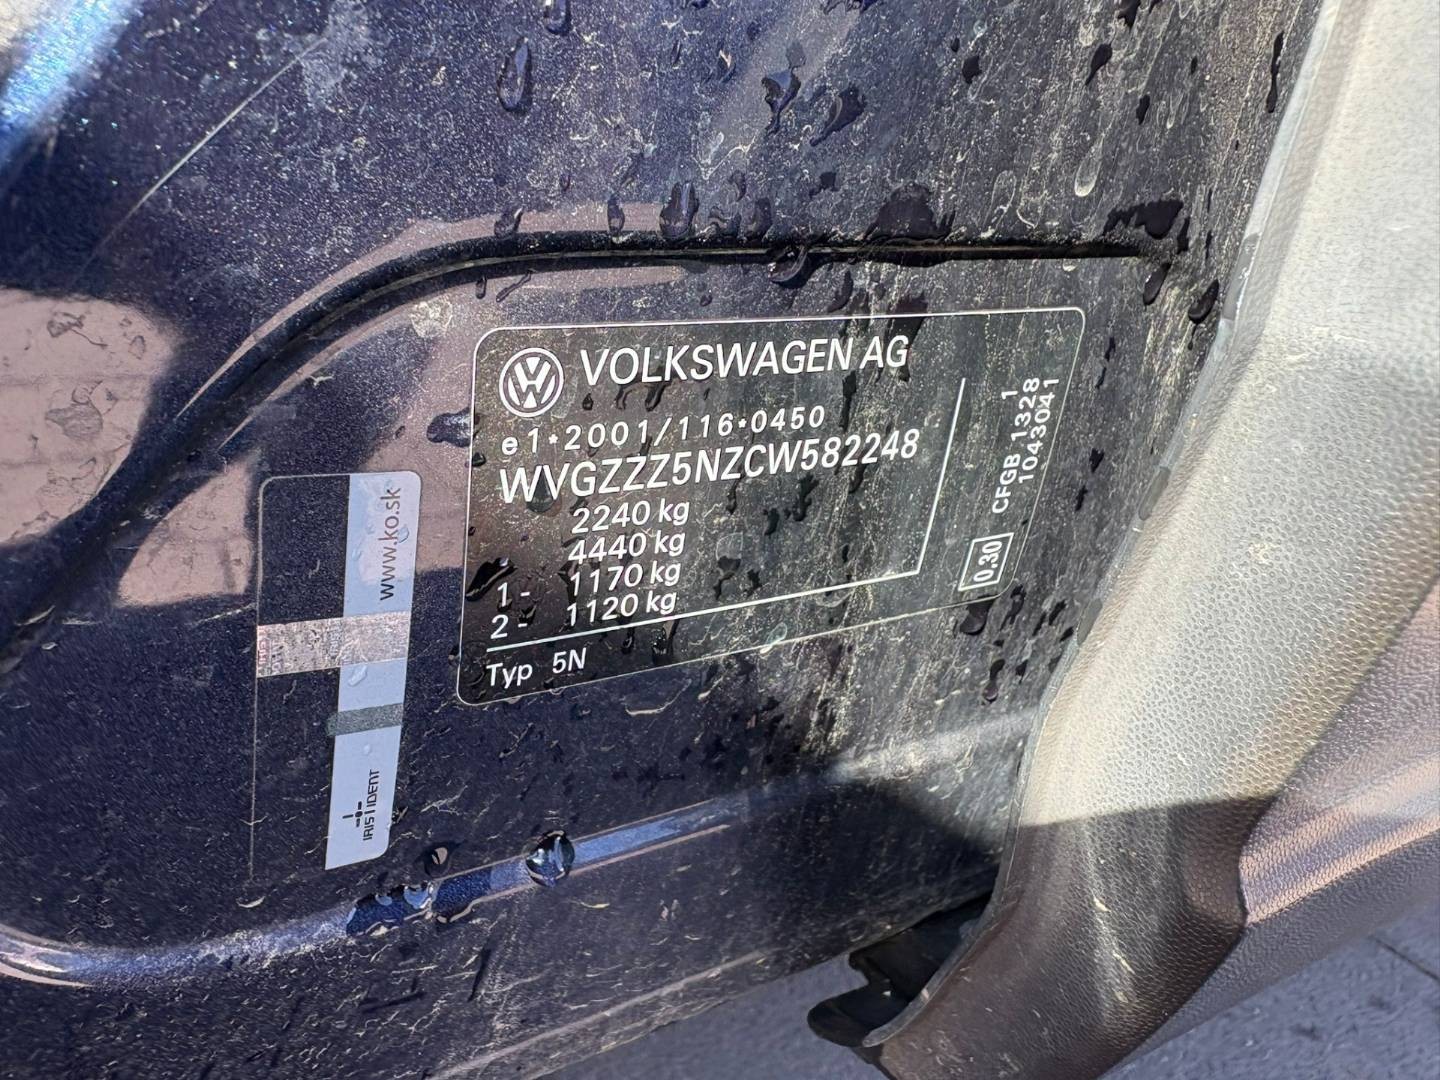 VOLKSWAGEN AG
e1*2001/116*0450
WVGZZZ5NZCW582248
2240 kg
4440 kg
1 - 1170 kg
2 - 1120 kg
Typ 5N
1
CFGB 1328
1043041
0,30
www.ko.sk
IRIS IDENT